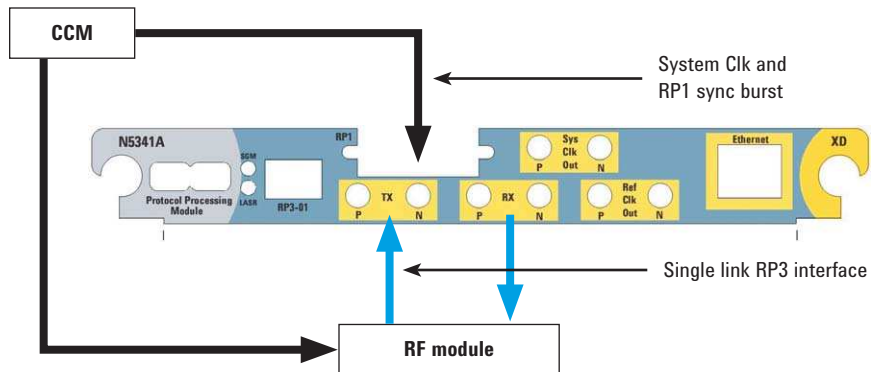 CCM
System Clk and
RP1 sync burst
N5341A
RP1
Sys
Clk
Out
P
N
Ethernet
XD
SGM
LASR
Protocol Processing
Module
RP3-01
TX
P
N
RX
P
N
Ref
Clk
Out
P
N
Single link RP3 interface
RF module